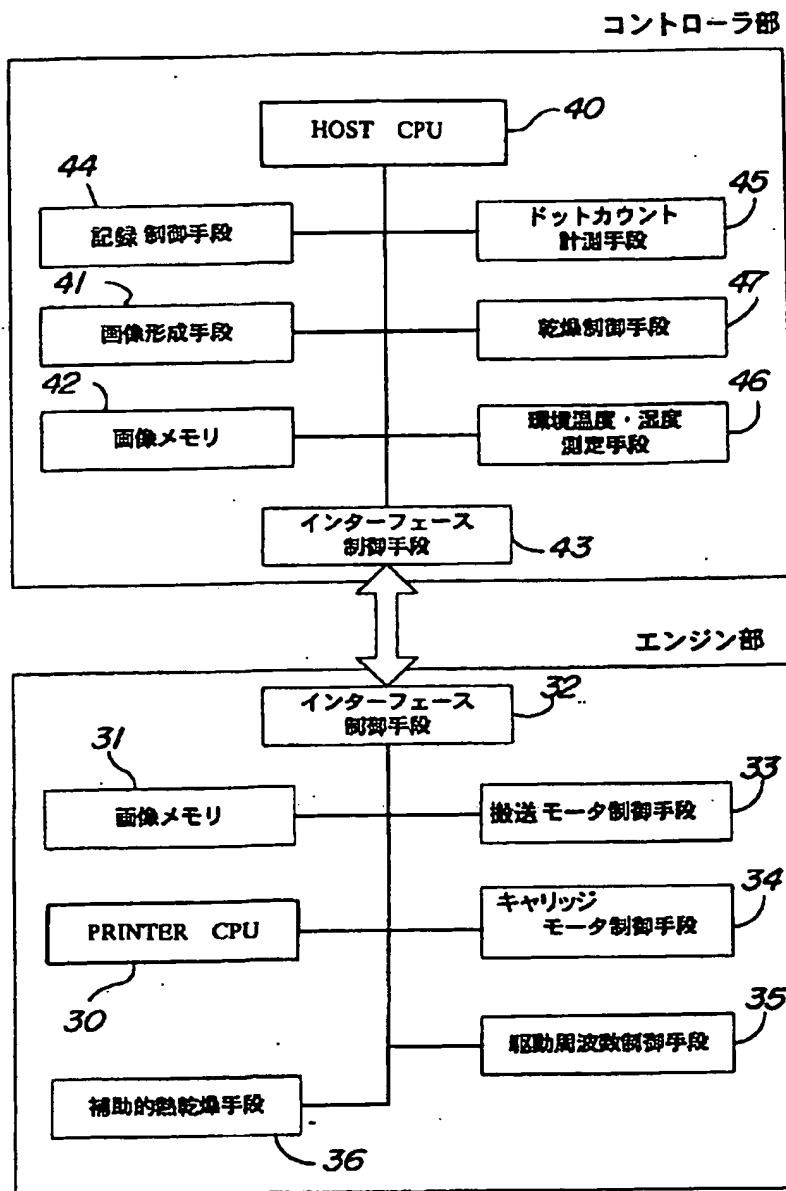 コントローラ部
HOST CPU
40
44
記録制御手段
45
ドットカウント
計測手段
41
画像形成手段
47
乾燥制御手段
42
画像メモリ
46
環境温度・湿度
測定手段
インターフェース
制御手段
43
エンジン部
インターフェース
制御手段
32
31
画像メモリ
33
搬送モータ制御手段
PRINTER CPU
30
キャリッジ
モータ制御手段
34
35
駆動周波数制御手段
補助的熱乾燥手段
36